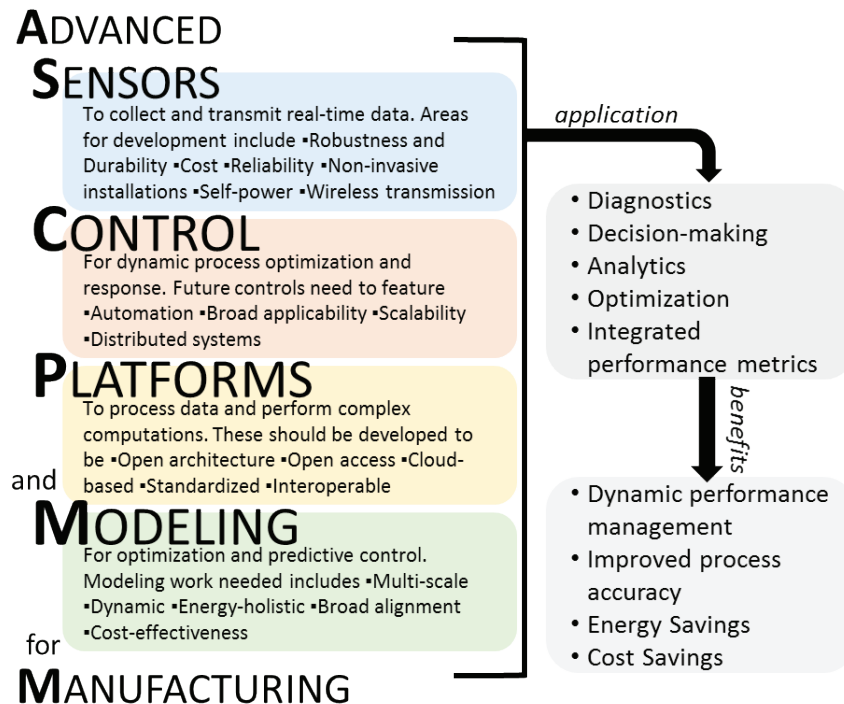 ADVANCED
SENSORS
To collect and transmit real-time data. Areas
for development include ▪Robustness and
Durability ▪Cost ▪Reliability ▪Non-invasive
installations ▪Self-power ▪Wireless transmission
CONTROL
For dynamic process optimization and
response. Future controls need to feature
▪Automation ▪Broad applicability ▪Scalability
▪Distributed systems
PLATFORMS
To process data and perform complex
computations. These should be developed to
be ▪Open architecture ▪Open access ▪Cloud-
based ▪Standardized ▪Interoperable
and
MODELING
For optimization and predictive control.
Modeling work needed includes ▪Multi-scale
▪Dynamic ▪Energy-holistic ▪Broad alignment
▪Cost-effectiveness
for
MANUFACTURING
application
• Diagnostics
• Decision-making
• Analytics
• Optimization
• Integrated
performance metrics
benefits
• Dynamic performance
management
• Improved process
accuracy
• Energy Savings
• Cost Savings